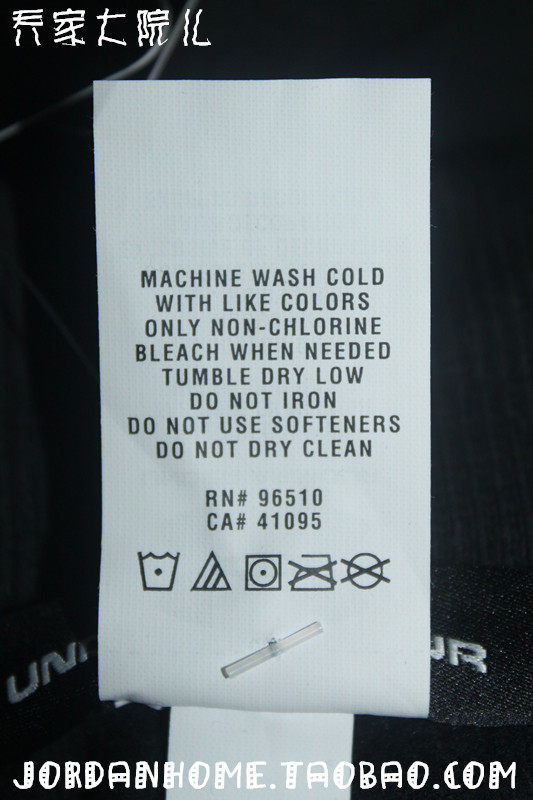 乔家大院儿
MACHINE WASH COLD
WITH LIKE COLORS
ONLY NON-CHLORINE
BLEACH WHEN NEEDED
TUMBLE DRY LOW
DO NOT IRON
DO NOT USE SOFTENERS
DO NOT DRY CLEAN
RN# 96510
CA# 41095
JORDANHOME.TAOBAO.COM